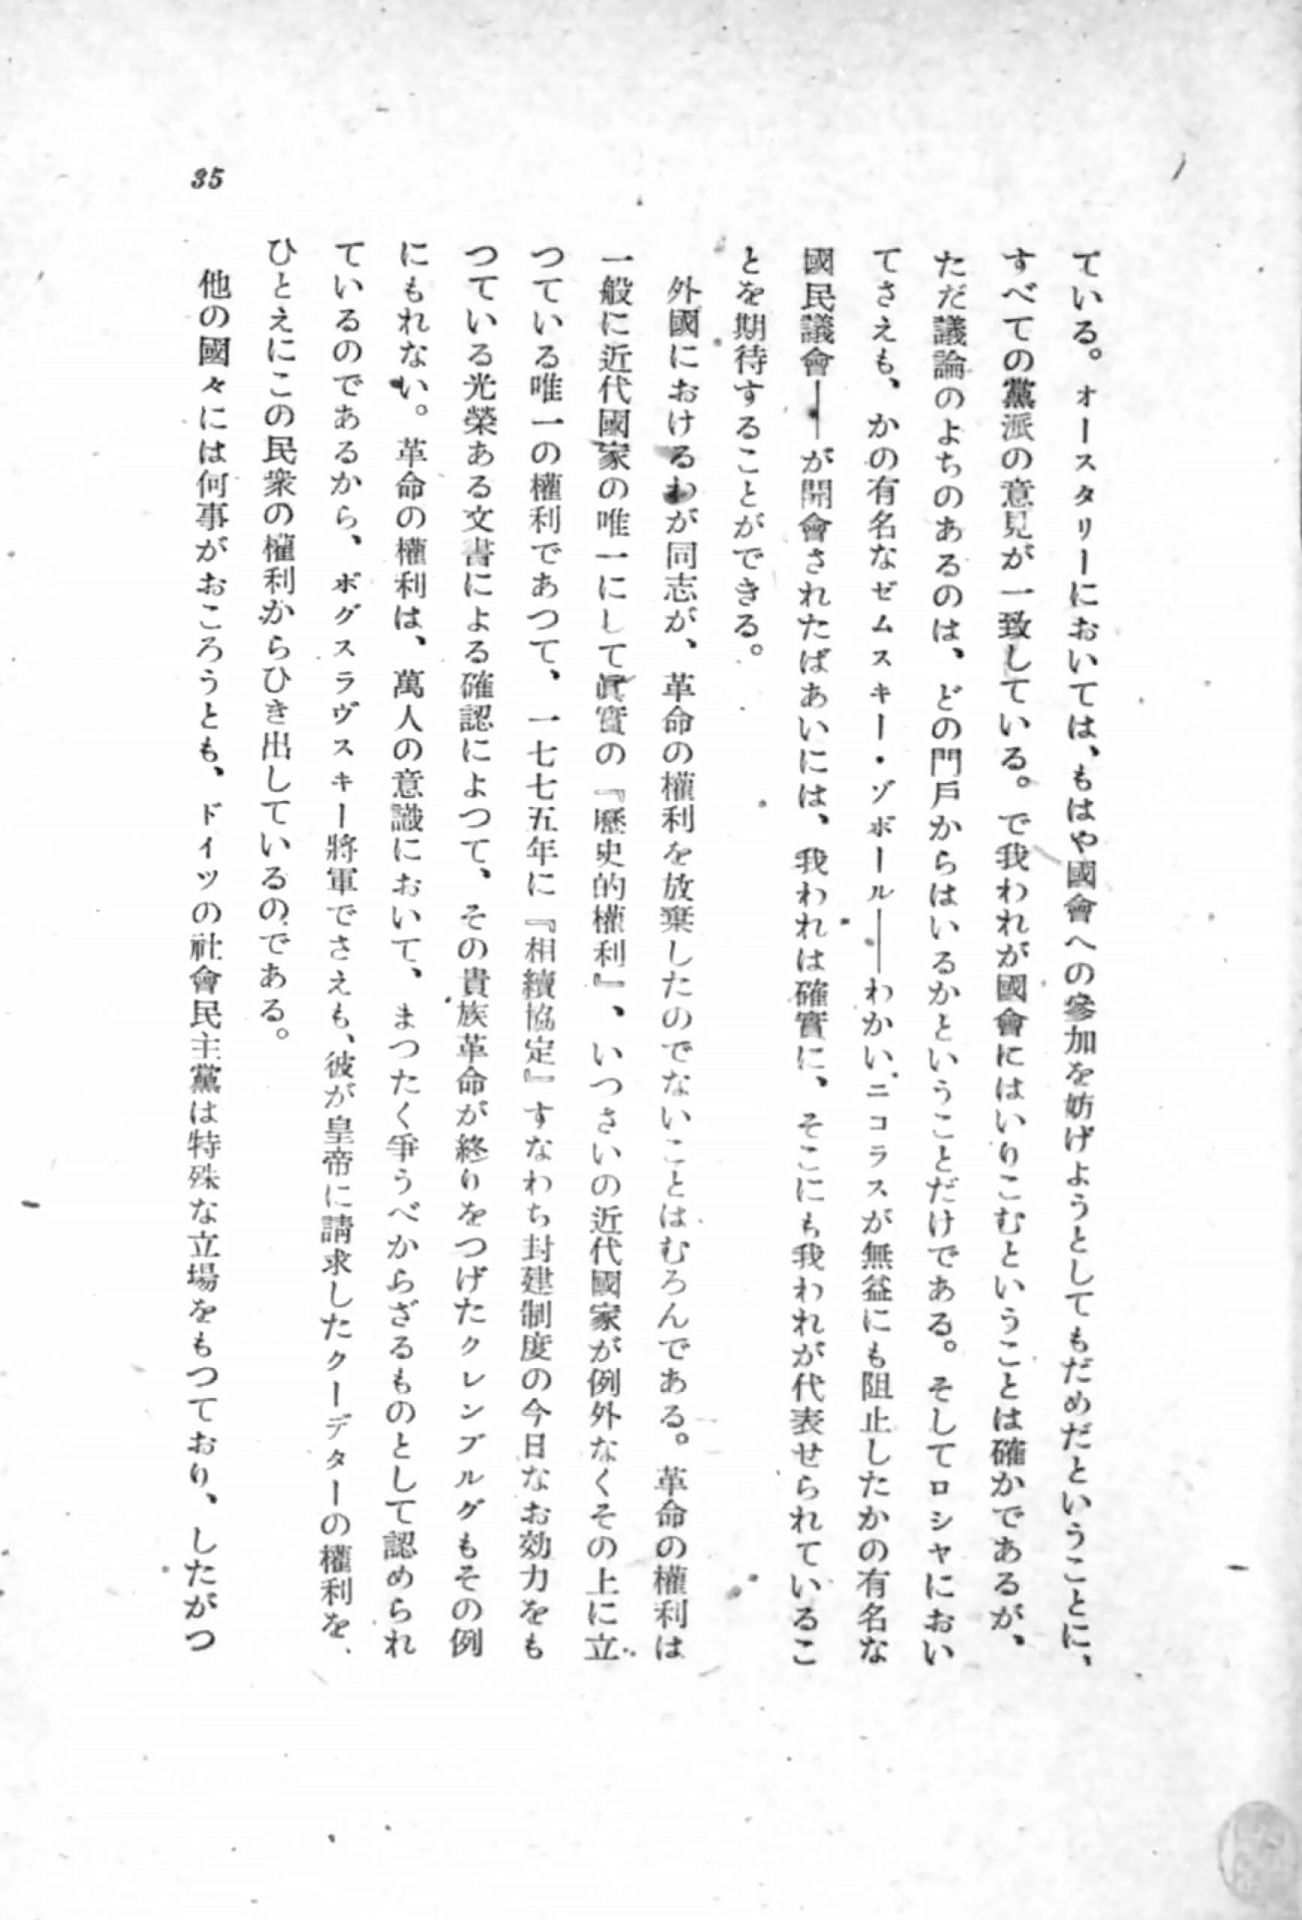 ている。オースタリーにおいては、もはや國會への參加を妨げようとしてもだめだということに、
すべての黨派の意見が一致している。で我われが國會にはいりこむということは確かであるが、
ただ議論のよちのあるのは、どの門戸からはいるかということだけである。そしてロシャにおい
てさえも、かの有名なゼムスキー・ゾボール——わかいニコラスが無益にも阻止したかの有名な
國民議會——が開會されたばあいには、我われは確實に、そこにも我われが代表せられているこ
とを期待することができる。
外國におけるわが同志が、革命の權利を放棄したのでないことはむろんである。革命の權利は
一般に近代國家の唯一にして眞實の『歷史的權利』、いつさいの近代國家が例外なくその上に立
つている唯一の權利であつて、一七七五年に『相續協定』すなわち封建制度の今日なお効力をも
つている光榮ある文書による確認によつて、その貴族革命が終りをつげたクレンブルグもその例
にもれない。革命の權利は、萬人の意識において、まつたく爭うべからざるものとして認められ
ているのであるから、ボグスラヴスキー將軍でさえも、彼が皇帝に請求したクーデターの權利を、
ひとえにこの民衆の權利からひき出しているのである。
他の國々には何事がおころうとも、ドイツの社會民主黨は特殊な立場をもつており、したがつ
35